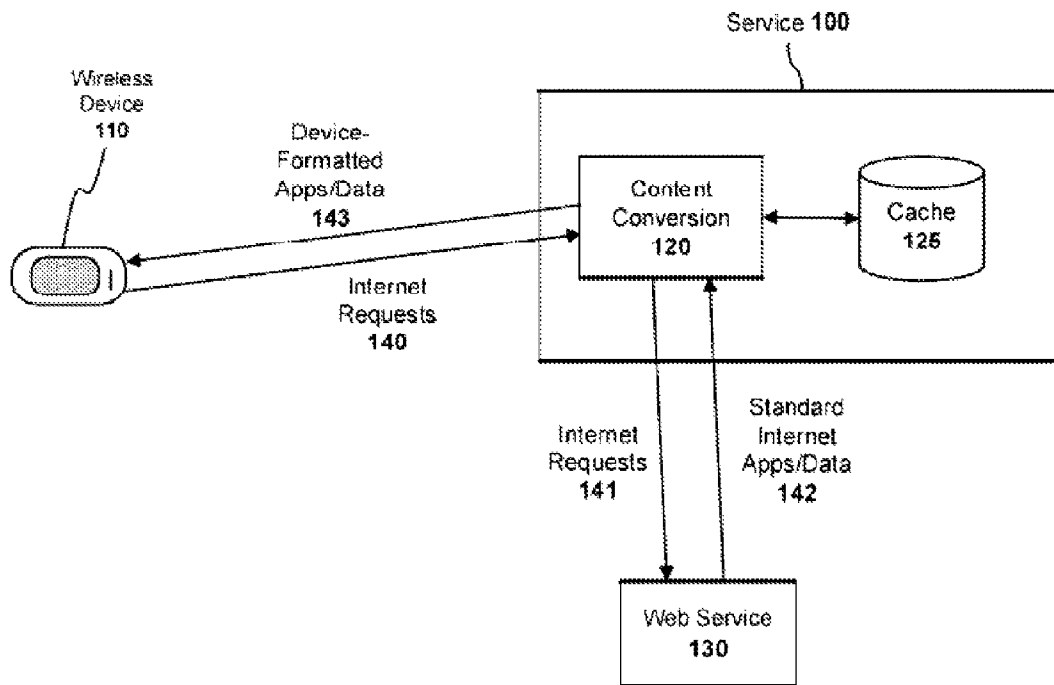 Service 100
Wireless
Device
110
Device-
Formatted
Apps/Data
143
Content
Conversion
120
Cache
125
Internet
Requests
140
Internet
Requests
141
Standard
Internet
Apps/Data
142
Web Service
130